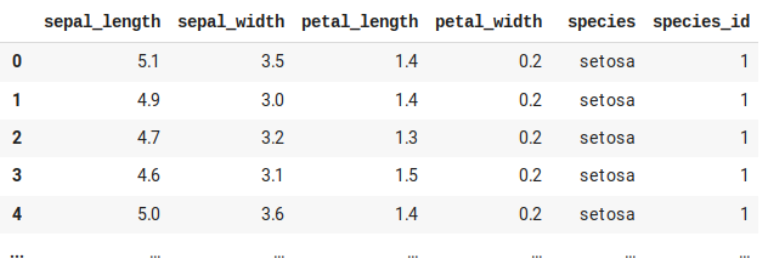 sepal_length sepal_width petal_length petal_width species species_id
0 5.1 3.5 1.4 0.2 setosa 1
1 4.9 3.0 1.4 0.2 setosa 1
2 4.7 3.2 1.3 0.2 setosa 1
3 4.6 3.1 1.5 0.2 setosa 1
4 5.0 3.6 1.4 0.2 setosa 1
... ... ... ... ... ... ...